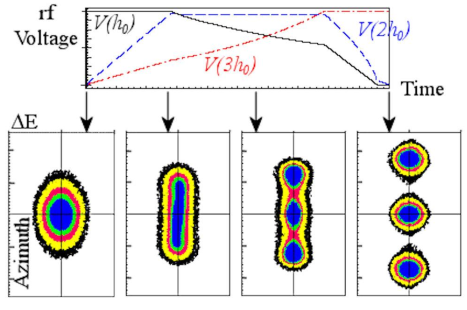 rf
Voltage
V(h₀)
V(2h₀)
V(3h₀)
Time
ΔE
Azimuth